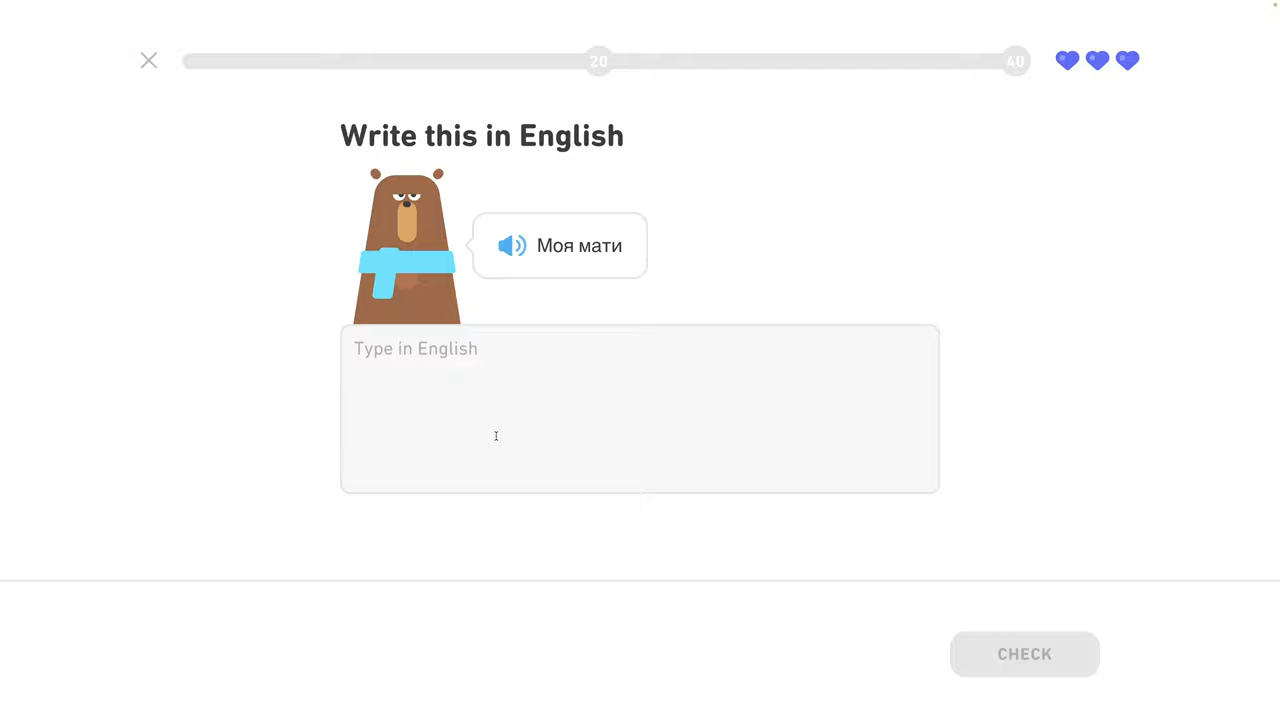 20
40
Write this in English
Моя мати
Type in English
CHECK